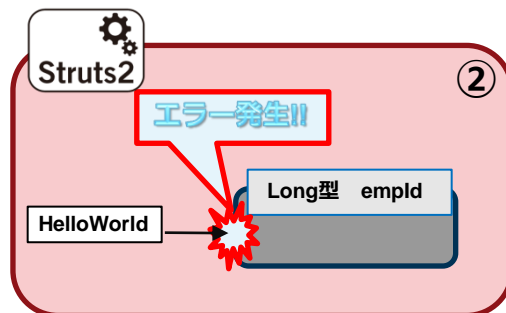 Struts2
②
エラー発生!!
Long型　empId
HelloWorld